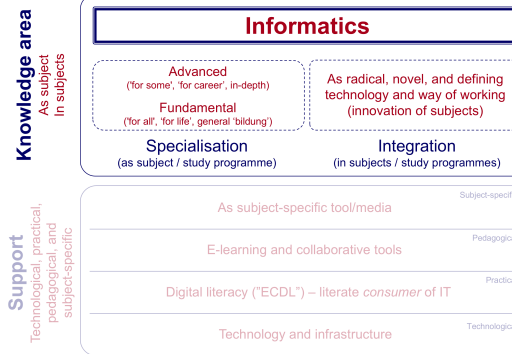 Knowledge area
As subject
In subjects
Informatics
Advanced
('for some', 'for career', in-depth)
Fundamental
('for all', 'for life', general 'bildung')
As radical, novel, and defining
technology and way of working
(innovation of subjects)
Specialisation
(as subject / study programme)
Integration
(in subjects / study programmes)
Support
Technological, practical,
pedagogical, and
subject-specific
As subject-specific tool/media
E-learning and collaborative tools
Digital literacy ("ECDL") – literate consumer of IT
Technology and infrastructure